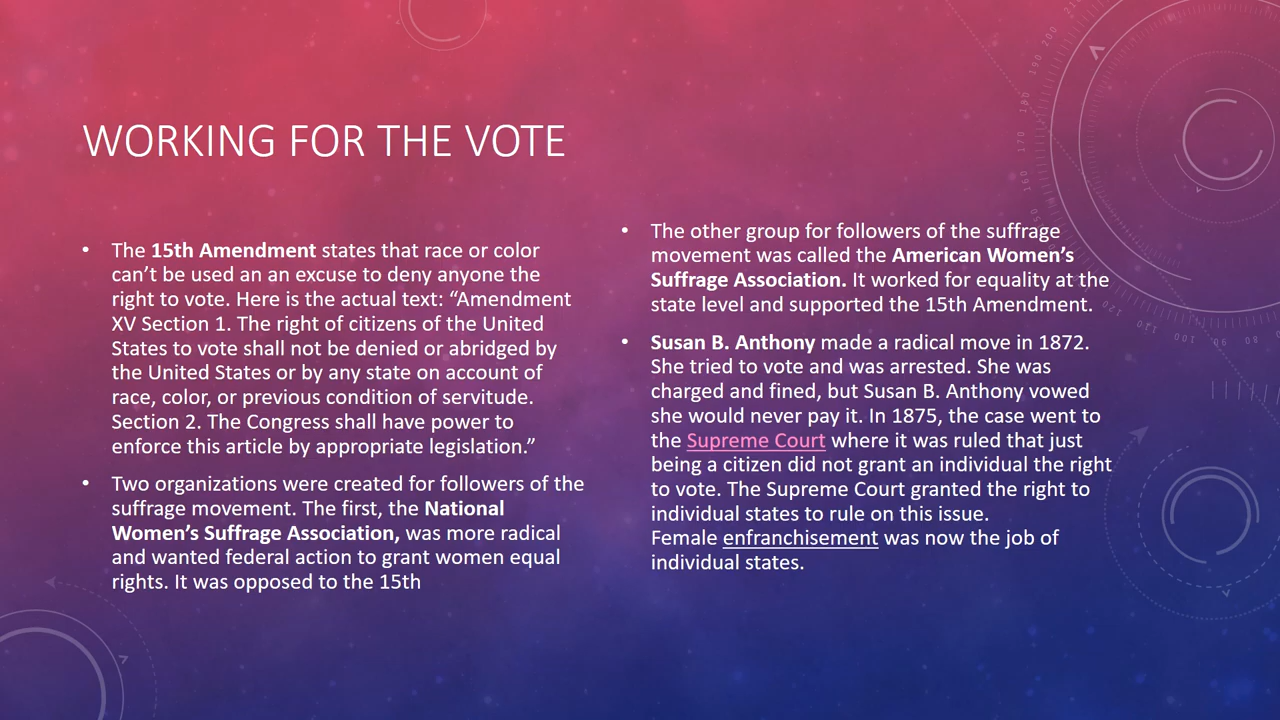 WORKING FOR THE VOTE
• The 15th Amendment states that race or color
can’t be used an an excuse to deny anyone the
right to vote. Here is the actual text: “Amendment
XV Section 1. The right of citizens of the United
States to vote shall not be denied or abridged by
the United States or by any state on account of
race, color, or previous condition of servitude.
Section 2. The Congress shall have power to
enforce this article by appropriate legislation.”
• Two organizations were created for followers of the
suffrage movement. The first, the National
Women’s Suffrage Association, was more radical
and wanted federal action to grant women equal
rights. It was opposed to the 15th
• The other group for followers of the suffrage
movement was called the American Women’s
Suffrage Association. It worked for equality at the
state level and supported the 15th Amendment.
• Susan B. Anthony made a radical move in 1872.
She tried to vote and was arrested. She was
charged and fined, but Susan B. Anthony vowed
she would never pay it. In 1875, the case went to
the Supreme Court where it was ruled that just
being a citizen did not grant an individual the right
to vote. The Supreme Court granted the right to
individual states to rule on this issue.
Female enfranchisement was now the job of
individual states.